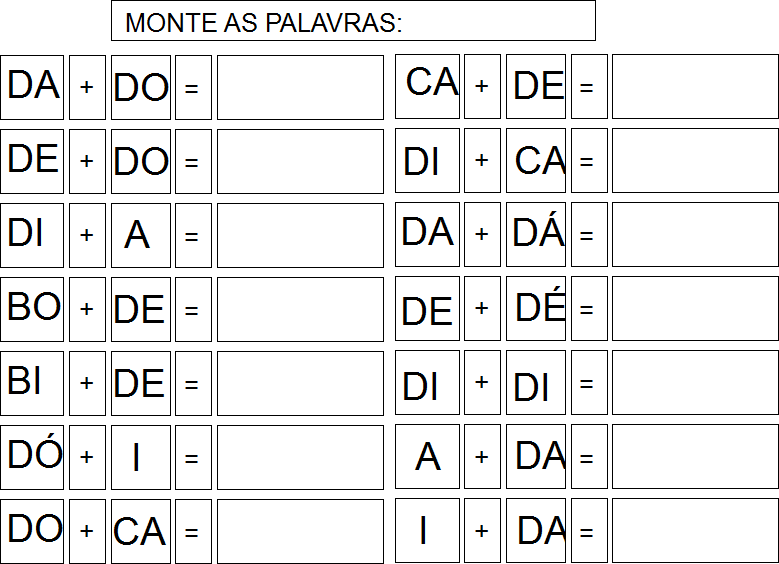 MONTE AS PALAVRAS:
DA + DO = CA + DE =
DE + DO = DI + CA =
DI + A = DA + DÁ =
BO + DE = DE + DÉ =
BI + DE = DI + DI =
DÓ + I = A + DA =
DO + CA = I + DA =